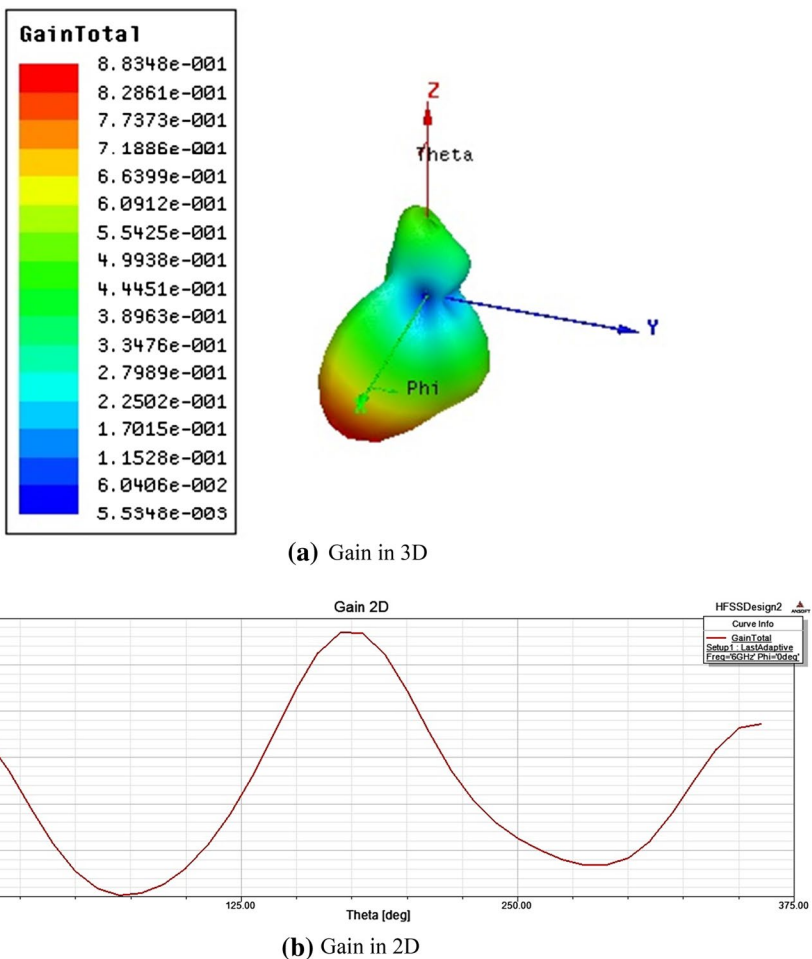 GainTotal
8.8348e-001
8.2861e-001
7.7373e-001
7.1886e-001
6.6399e-001
6.0912e-001
5.5425e-001
4.9938e-001
4.4451e-001
3.8963e-001
3.3476e-001
2.7989e-001
2.2502e-001
1.7015e-001
1.1528e-001
6.0406e-002
5.5348e-003
Z
Theta
Y
Phi
X
(a) Gain in 3D
Gain 2D
HFSSDesign2
ANSOFT
Curve Info
GainTotal
Setup1 : LastAdaptive
Freq='6GHz' Phi='0deg'
125.00
250.00
375.00
Theta [deg]
(b) Gain in 2D